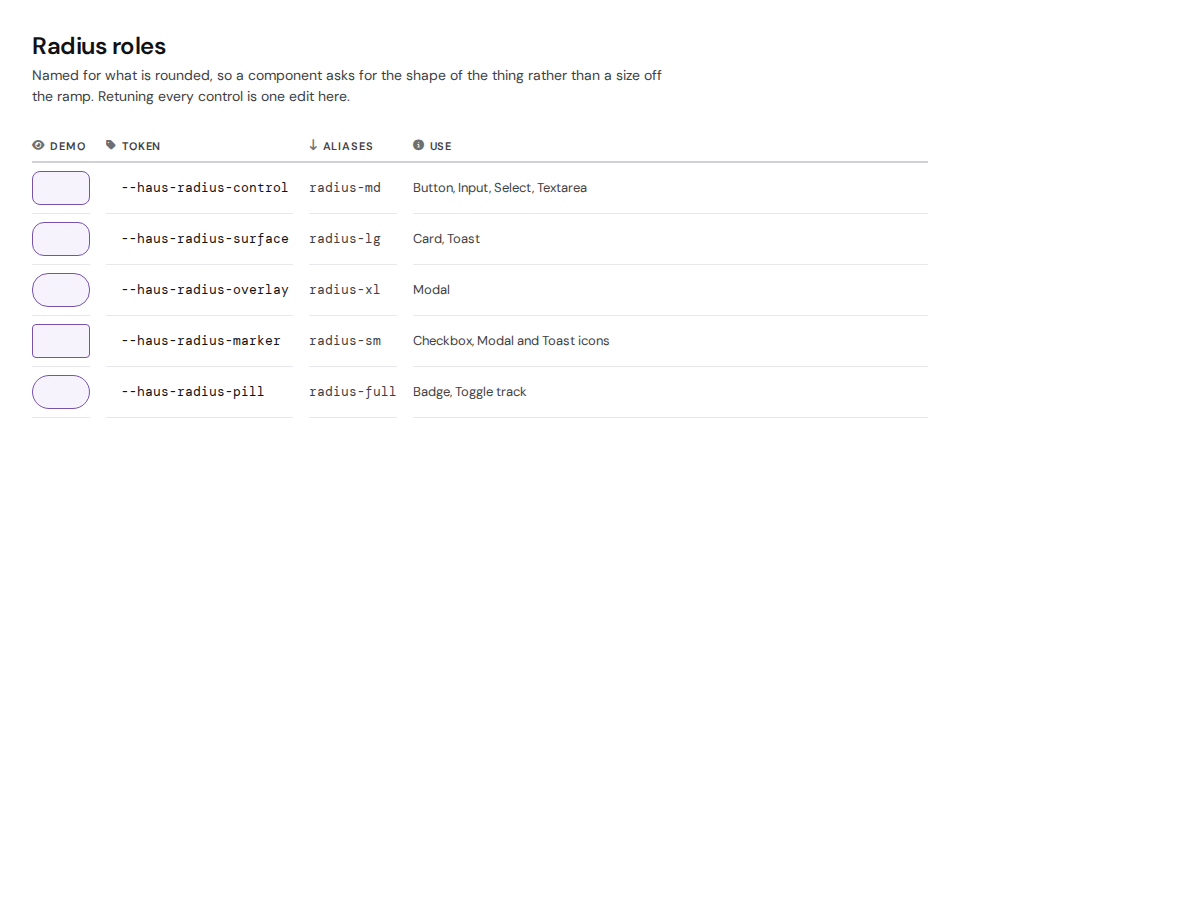 Radius roles
Named for what is rounded, so a component asks for the shape of the thing rather than a size off
the ramp. Retuning every control is one edit here.
DEMO TOKEN ALIASES USE
--haus-radius-control radius-md Button, Input, Select, Textarea
--haus-radius-surface radius-lg Card, Toast
--haus-radius-overlay radius-xl Modal
--haus-radius-marker radius-sm Checkbox, Modal and Toast icons
--haus-radius-pill radius-full Badge, Toggle track